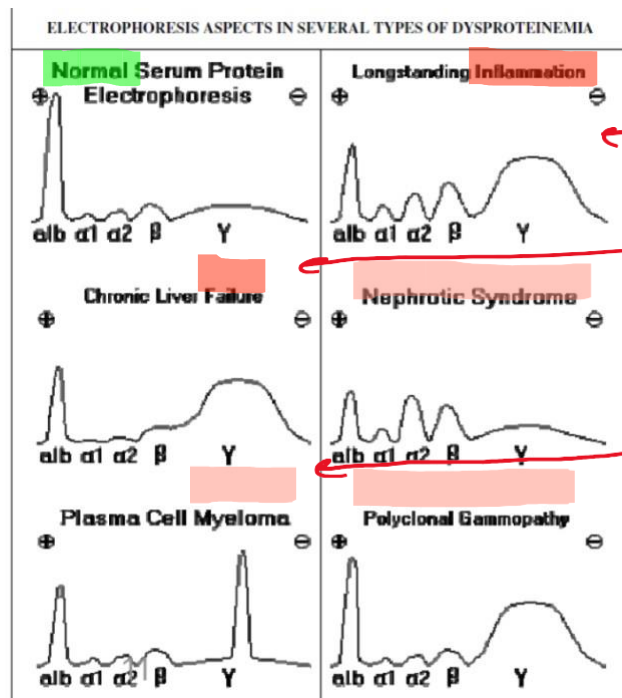 ELECTROPHORESIS ASPECTS IN SEVERAL TYPES OF DYSPROTEINEMIA
Normal Serum Protein
Electrophoresis
⊕ ⊖
alb α1 α2 β γ
Longstanding Inflammation
⊕ ⊖
alb α1 α2 β γ
Chronic Liver Failure
⊕ ⊖
alb α1 α2 β γ
Nephrotic Syndrome
⊕ ⊖
alb α1 α2 β γ
Plasma Cell Myeloma
⊕ ⊖
alb α1 α2 β γ
Polyclonal Gammopathy
⊕ ⊖
alb α1 α2 β γ